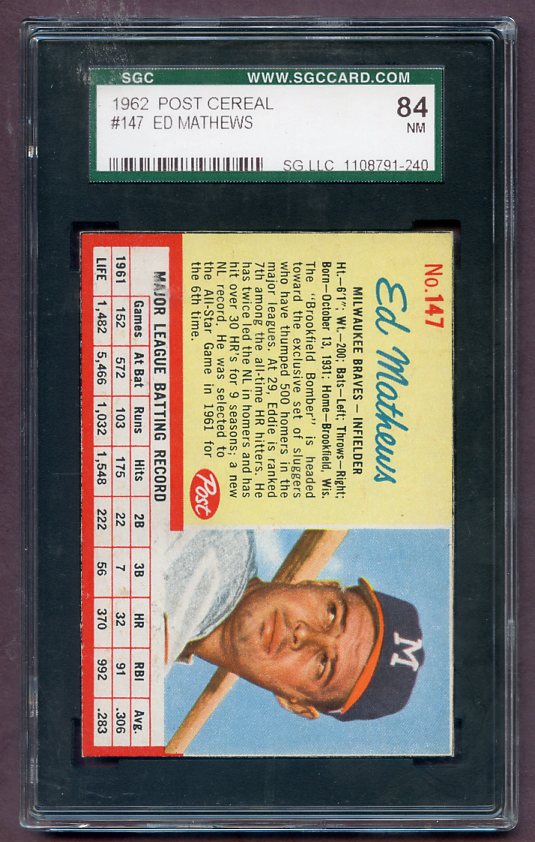 SGC WWW.SGCCARD.COM
1962 POST CEREAL
#147 ED MATHEWS
84
NM
SG LLC 1108791-240
No.147
Ed Mathews
MILWAUKEE BRAVES — INFIELDER
Ht.—6'1"; Wt.—200; Bats—Left; Throws—Right;
Born—October 13, 1931; Home—Brookfield, Wis.
The "Brookfield Bomber" is headed
toward the exclusive set of sluggers
who have thumped 500 homers in the
major leagues. At 29, Eddie is ranked
7th among the all-time HR hitters. He
has twice led the NL in homers and has
hit over 30 HR's for 9 seasons; a new
NL record. He was selected to
the All-Star Game in 1961 for
the 6th time.
Post
M
MAJOR LEAGUE BATTING RECORD
Games At Bat Runs Hits 2B 3B HR RBI Avg.
1961 152 572 103 175 22 7 32 91 .306
LIFE 1,482 5,466 1,032 1,548 222 56 370 992 .283